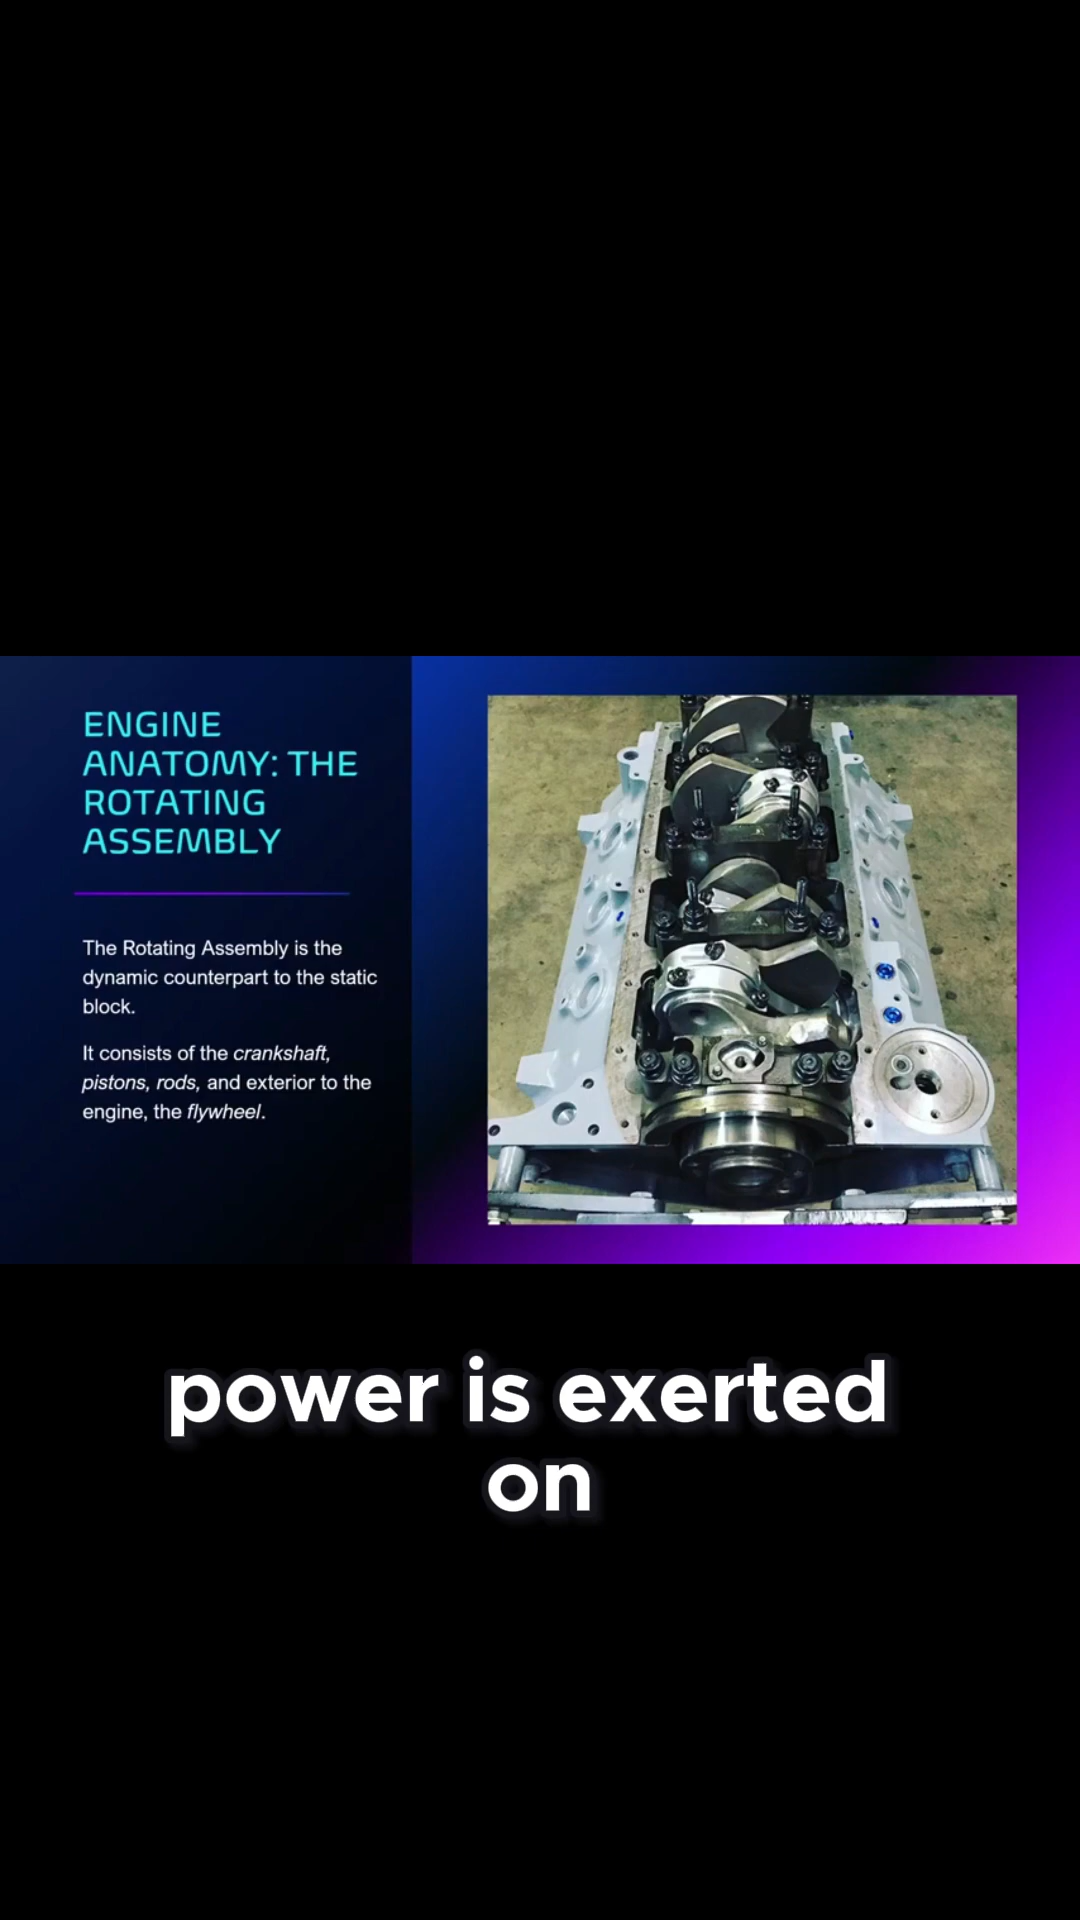 ENGINE
ANATOMY: THE
ROTATING
ASSEMBLY
The Rotating Assembly is the
dynamic counterpart to the static
block.
It consists of the crankshaft,
pistons, rods, and exterior to the
engine, the flywheel.
power is exerted
on